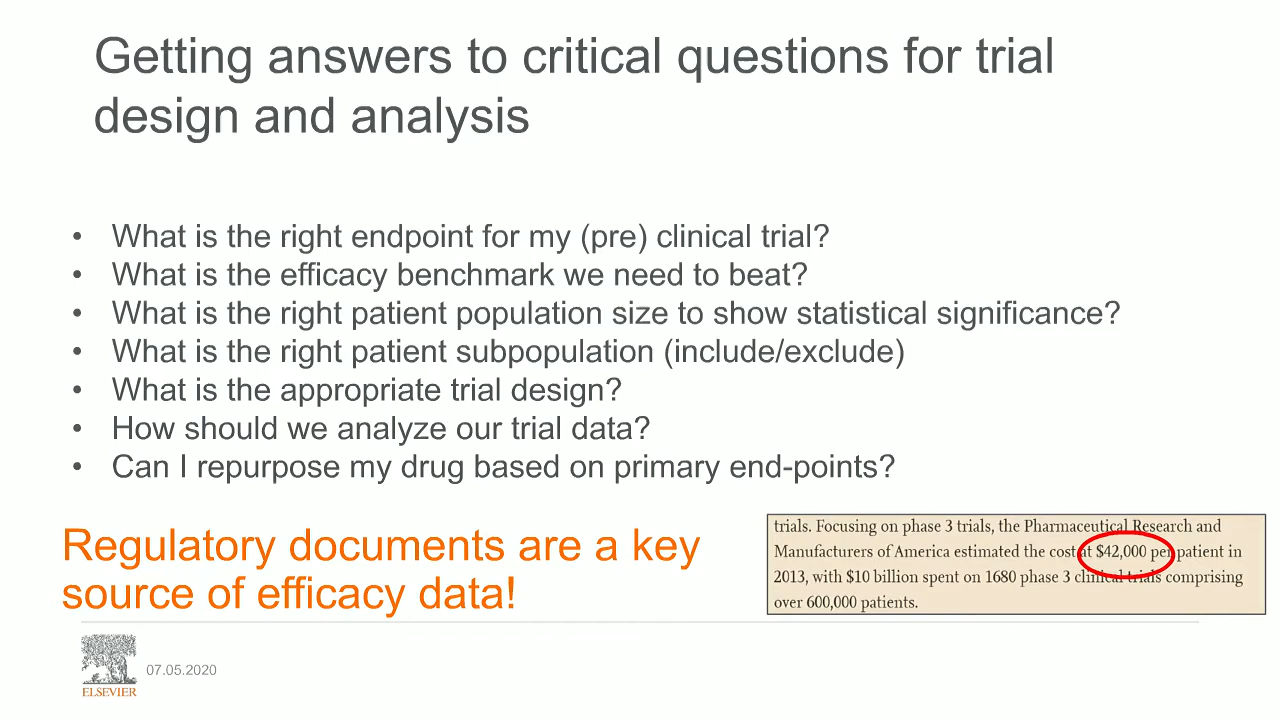 Getting answers to critical questions for trial
design and analysis
• What is the right endpoint for my (pre) clinical trial?
• What is the efficacy benchmark we need to beat?
• What is the right patient population size to show statistical significance?
• What is the right patient subpopulation (include/exclude)
• What is the appropriate trial design?
• How should we analyze our trial data?
• Can I repurpose my drug based on primary end-points?
Regulatory documents are a key
source of efficacy data!
trials. Focusing on phase 3 trials, the Pharmaceutical Research and
Manufacturers of America estimated the cost at $42,000 per patient in
2013, with $10 billion spent on 1680 phase 3 clinical trials comprising
over 600,000 patients.
ELSEVIER
07.05.2020